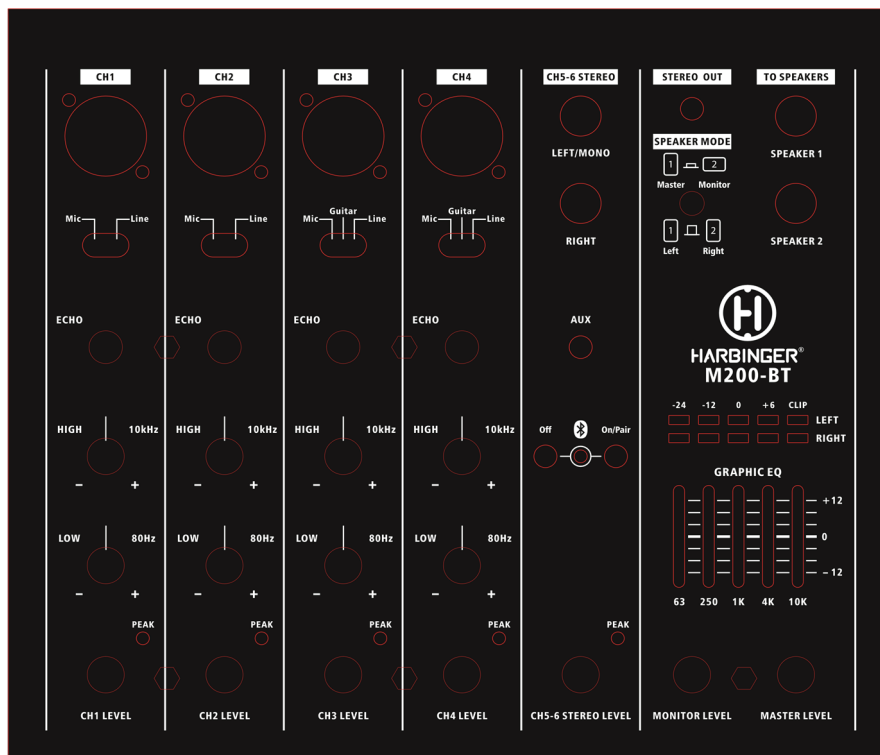 CH1
CH2
CH3
CH4
CH5-6 STEREO
STEREO OUT
TO SPEAKERS
LEFT/MONO
RIGHT
SPEAKER MODE
1
2
Master
Monitor
1
2
Left
Right
SPEAKER 1
SPEAKER 2
Mic
Line
Mic
Line
Mic
Guitar
Line
Mic
Guitar
Line
ECHO
ECHO
ECHO
ECHO
AUX
H
HARBINGER®
M200-BT
HIGH 10kHz
HIGH 10kHz
HIGH 10kHz
HIGH 10kHz
Off
On/Pair
-24 -12 0 +6 CLIP
LEFT
RIGHT
− +
− +
− +
− +
GRAPHIC EQ
+12
0
−12
63 250 1K 4K 10K
LOW 80Hz
LOW 80Hz
LOW 80Hz
LOW 80Hz
− +
− +
− +
− +
PEAK
PEAK
PEAK
PEAK
PEAK
CH1 LEVEL
CH2 LEVEL
CH3 LEVEL
CH4 LEVEL
CH5-6 STEREO LEVEL
MONITOR LEVEL
MASTER LEVEL